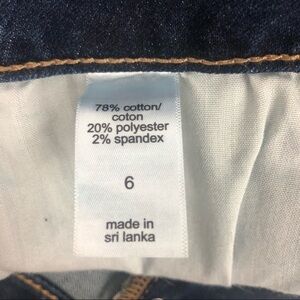 78% cotton/
coton
20% polyester
2% spandex
6
made in
sri lanka